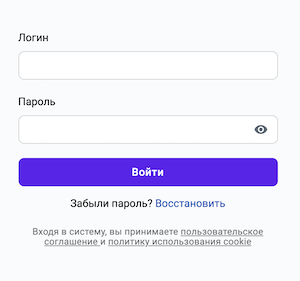 Логин
Пароль
Войти
Забыли пароль? Восстановить
Входя в систему, вы принимаете пользовательское
соглашение и политику использования cookie